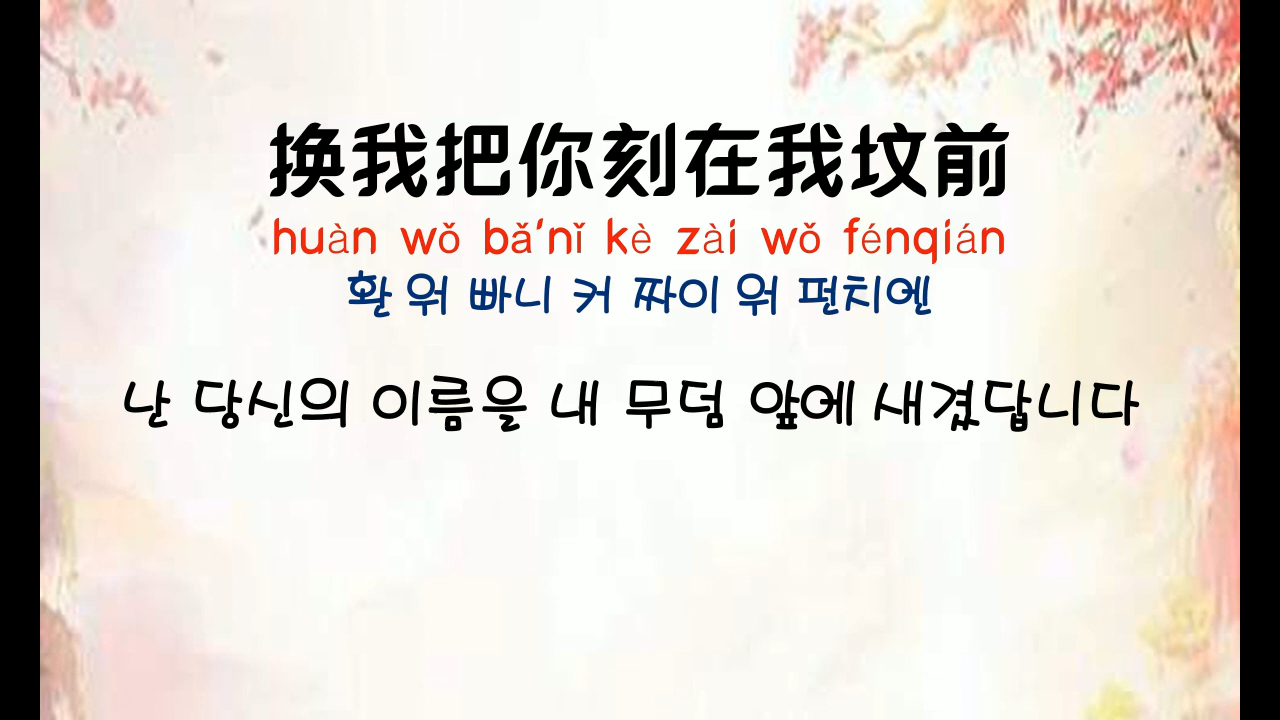 换我把你刻在我坟前
huàn wǒ bǎ'nǐ kè zài wǒ fénqián
환 워 빠니 커 짜이 워 펀치엔
난 당신의 이름을 내 무덤 앞에 새겼답니다